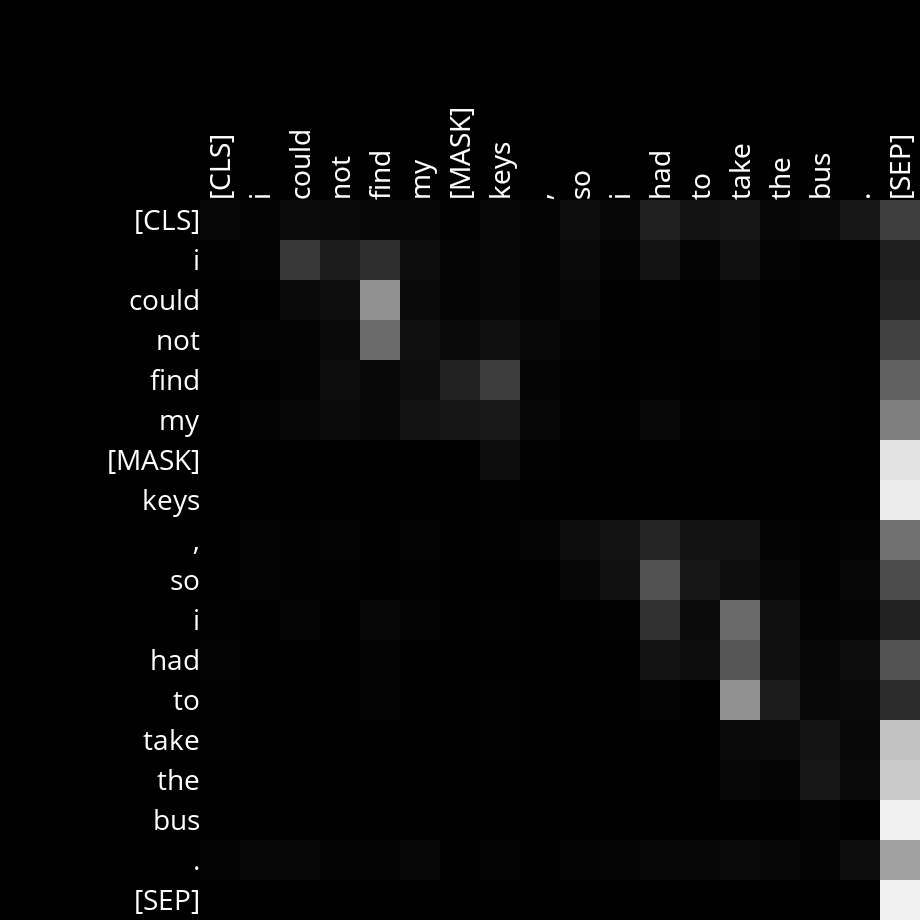 [CLS] i could not find my [MASK] keys , so i had to take the bus . [SEP]
[CLS]
i
could
not
find
my
[MASK]
keys
,
so
i
had
to
take
the
bus
.
[SEP]